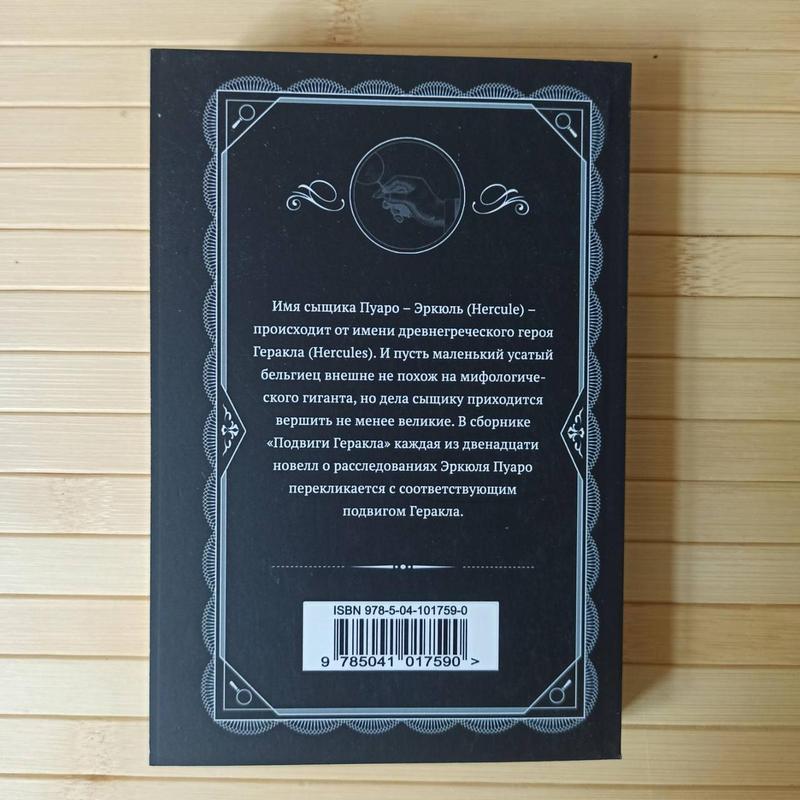 Имя сыщика Пуаро – Эркюль (Hercule) –
происходит от имени древнегреческого героя
Геракла (Hercules). И пусть маленький усатый
бельгиец внешне не похож на мифологиче-
ского гиганта, но дела сыщику приходится
вершить не менее великие. В сборнике
«Подвиги Геракла» каждая из двенадцати
новелл о расследованиях Эркюля Пуаро
перекликается с соответствующим
подвигом Геракла.
ISBN 978-5-04-101759-0
9 785041 017590 >